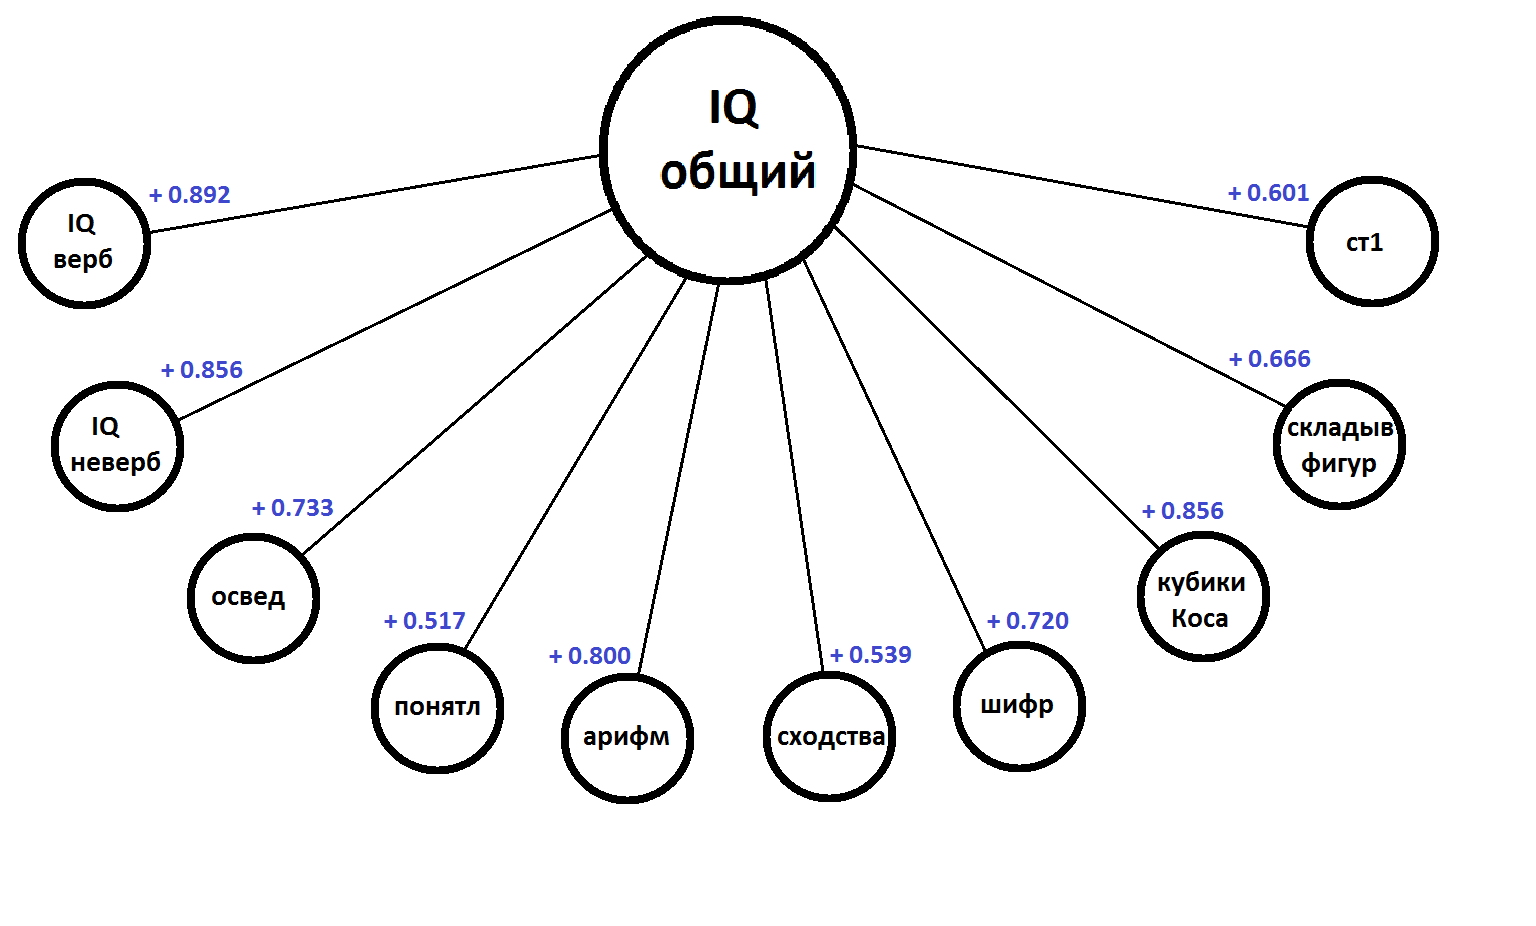 IQ
общий
+ 0.892
IQ
верб
+ 0.601
ст1
+ 0.856
IQ
неверб
+ 0.666
складыв
фигур
+ 0.733
освед
+ 0.856
кубики
Коса
+ 0.517
понятл
+ 0.800
арифм
+ 0.539
сходства
+ 0.720
шифр